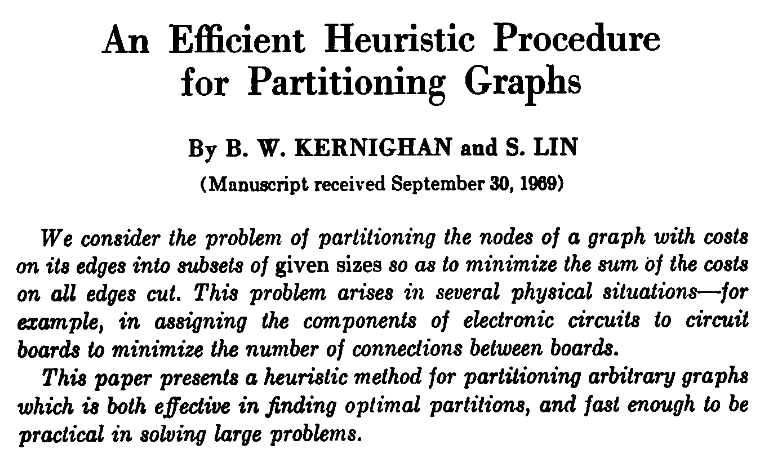 An Efficient Heuristic Procedure
for Partitioning Graphs
By B. W. KERNIGHAN and S. LIN
(Manuscript received September 30, 1969)
We consider the problem of partitioning the nodes of a graph with costs
on its edges into subsets of given sizes so as to minimize the sum of the costs
on all edges cut. This problem arises in several physical situations—for
example, in assigning the components of electronic circuits to circuit
boards to minimize the number of connections between boards.
This paper presents a heuristic method for partitioning arbitrary graphs
which is both effective in finding optimal partitions, and fast enough to be
practical in solving large problems.